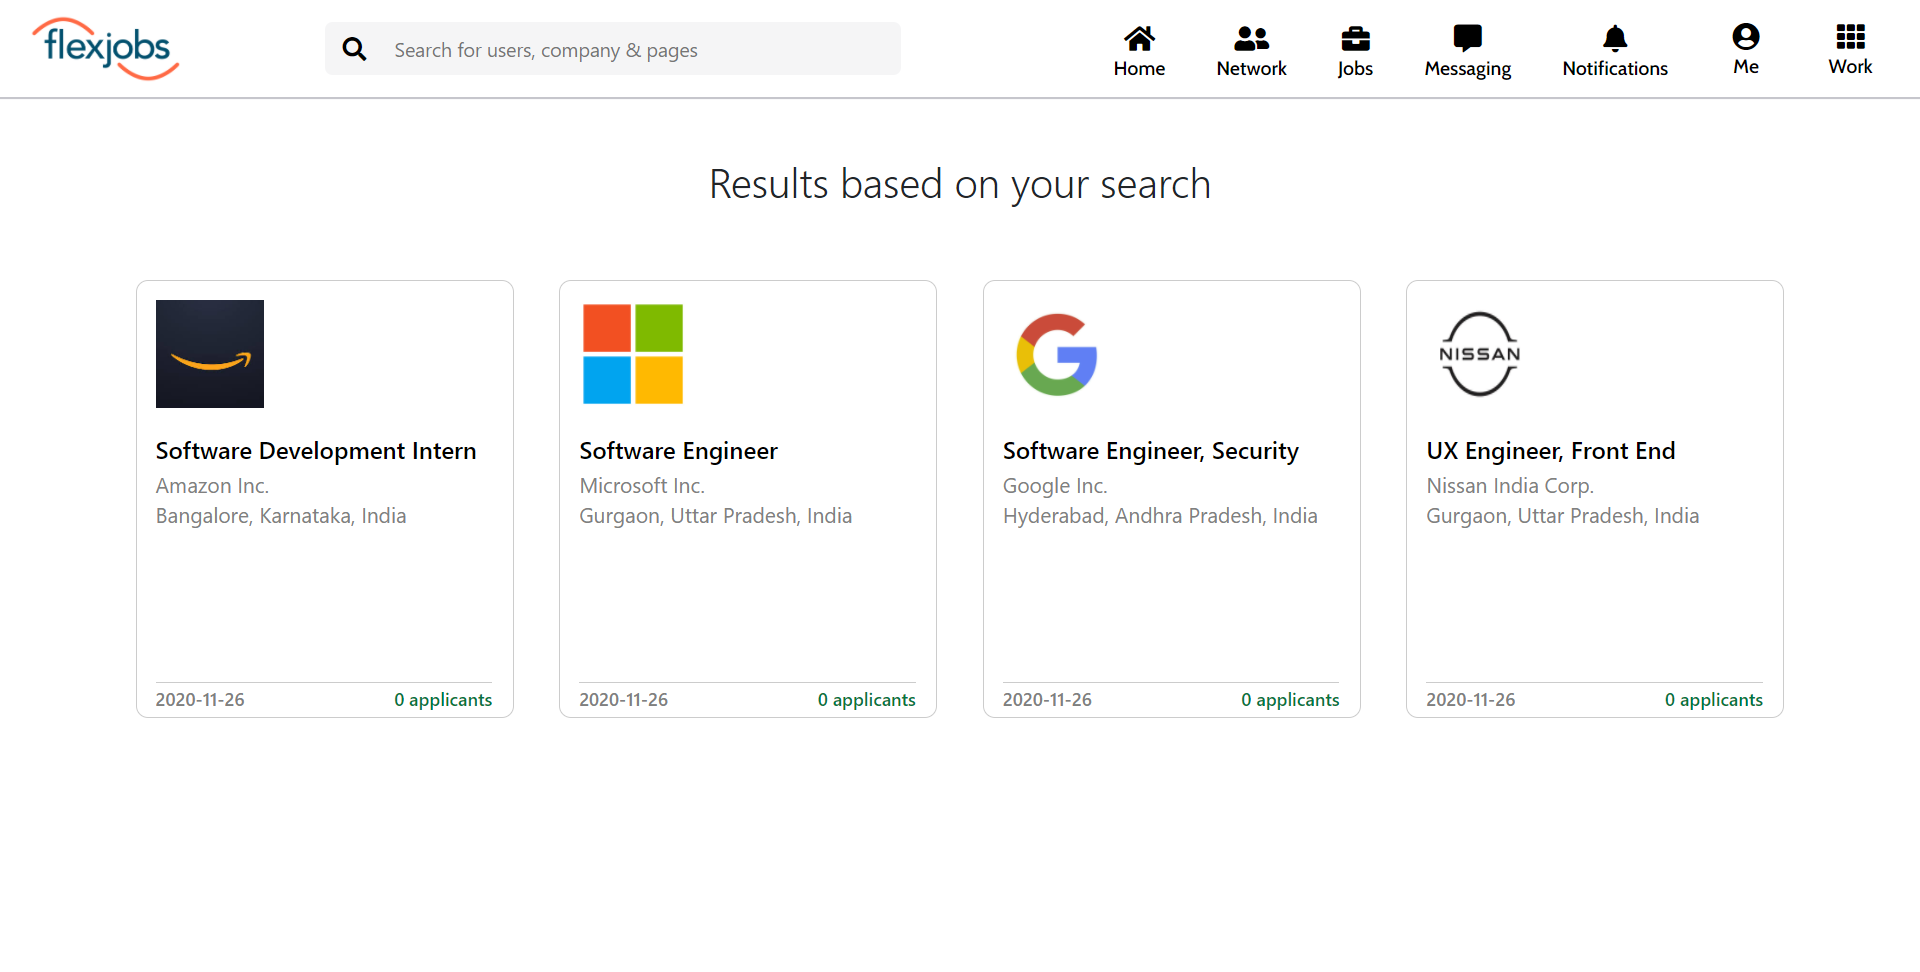 flexjobs
Search for users, company & pages
Home
Network
Jobs
Messaging
Notifications
Me
Work
Results based on your search
Software Development Intern
Amazon Inc.
Bangalore, Karnataka, India
2020-11-26
0 applicants
Software Engineer
Microsoft Inc.
Gurgaon, Uttar Pradesh, India
2020-11-26
0 applicants
Software Engineer, Security
Google Inc.
Hyderabad, Andhra Pradesh, India
2020-11-26
0 applicants
NISSAN
UX Engineer, Front End
Nissan India Corp.
Gurgaon, Uttar Pradesh, India
2020-11-26
0 applicants